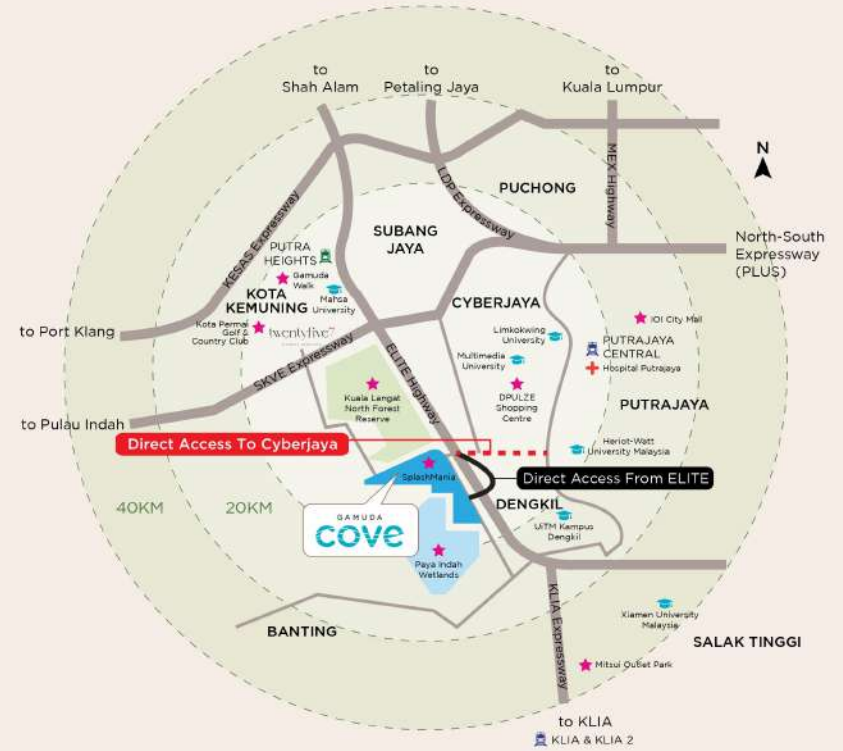 to
Shah Alam
to
Petaling Jaya
to
Kuala Lumpur
N
KESAS Expressway
LDP Expressway
MEX Highway
PUCHONG
SUBANG
JAYA
North-South
Expressway
(PLUS)
PUTRA
HEIGHTS
Gamuda
Walk
KOTA
KEMUNING
Mahsa
University
Kota Permai
Golf &
Country Club
twentyfive7
to Port Klang
SKVE Expressway
ELITE Highway
CYBERJAYA
Limkokwing
University
Multimedia
University
DPULZE
Shopping
Centre
IOI City Mall
PUTRAJAYA
CENTRAL
Hospital Putrajaya
PUTRAJAYA
Kuala Langat
North Forest
Reserve
to Pulau Indah
Direct Access To Cyberjaya
Heriot-Watt
University Malaysia
SplashMania
Direct Access From ELITE
40KM
20KM
GAMUDA
cove
DENGKIL
UiTM Kampus
Dengkil
Paya Indah
Wetlands
KLIA Expressway
BANTING
Xiamen University
Malaysia
SALAK TINGGI
Mitsui Outlet Park
to KLIA
KLIA & KLIA 2